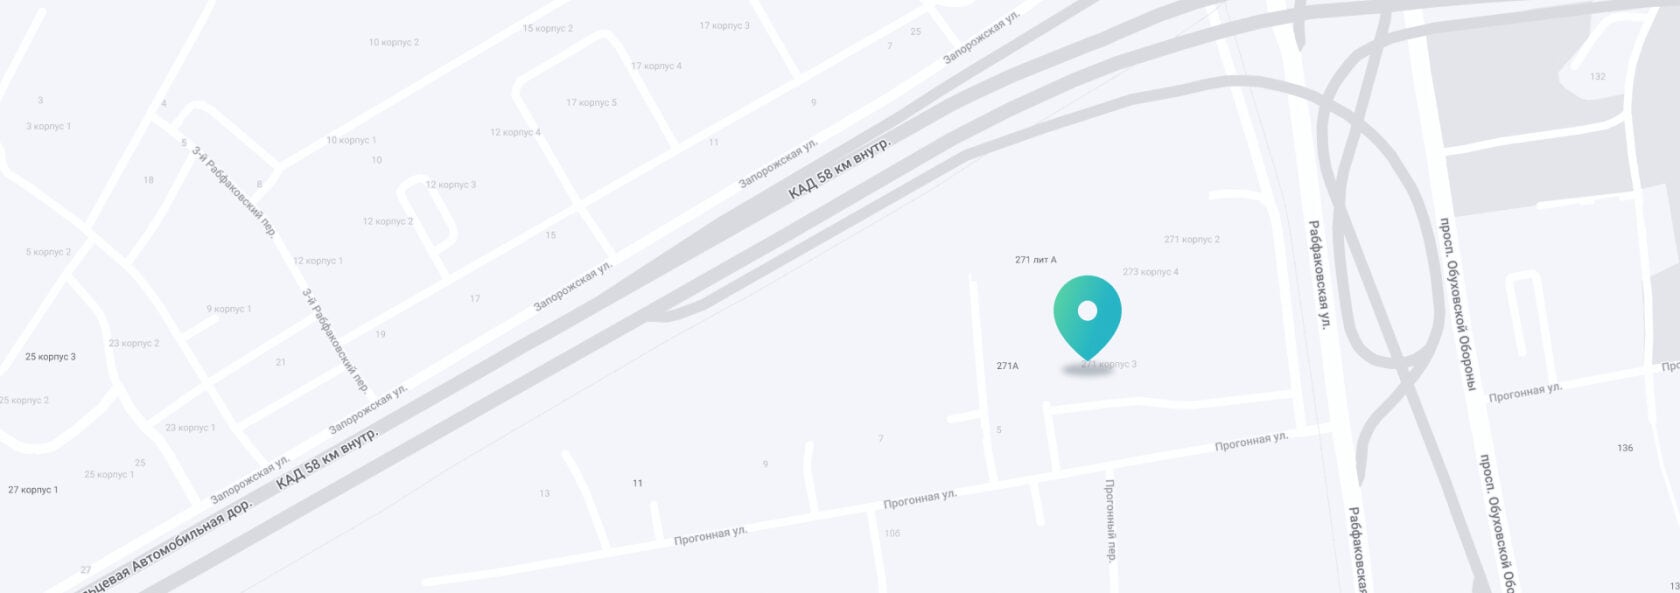 15 корпус 2
17 корпус 3
25
7
Запорожская ул.
10 корпус 2
17 корпус 4
132
3
4
17 корпус 5
9
3 корпус 1
12 корпус 4
10 корпус 1
5
11
10
18
8
12 корпус 3
Запорожская ул.
КАД 58 км внутр.
3-й Рабфаковский пер.
12 корпус 2
15
271 корпус 2
Рабфаковская ул.
просп. Обуховской Обороны
5 корпус 2
12 корпус 1
271 лит А
273 корпус 4
Запорожская ул.
17
9 корпус 1
3-й Рабфаковский пер.
19
23 корпус 2
25 корпус 3
21
271А
271 корпус 3
Прогонная ул.
25 корпус 2
23 корпус 1
Запорожская ул.
КАД 58 км внутр.
5
7
Прогонная ул.
136
25
25 корпус 1
9
27 корпус 1
Запорожская ул.
11
13
Прогонная ул.
Прогонный пер.
просп. Обуховской Обо
Рабфаковская
Прогонная ул.
106
27
льцевая Автомобильная дор.
13